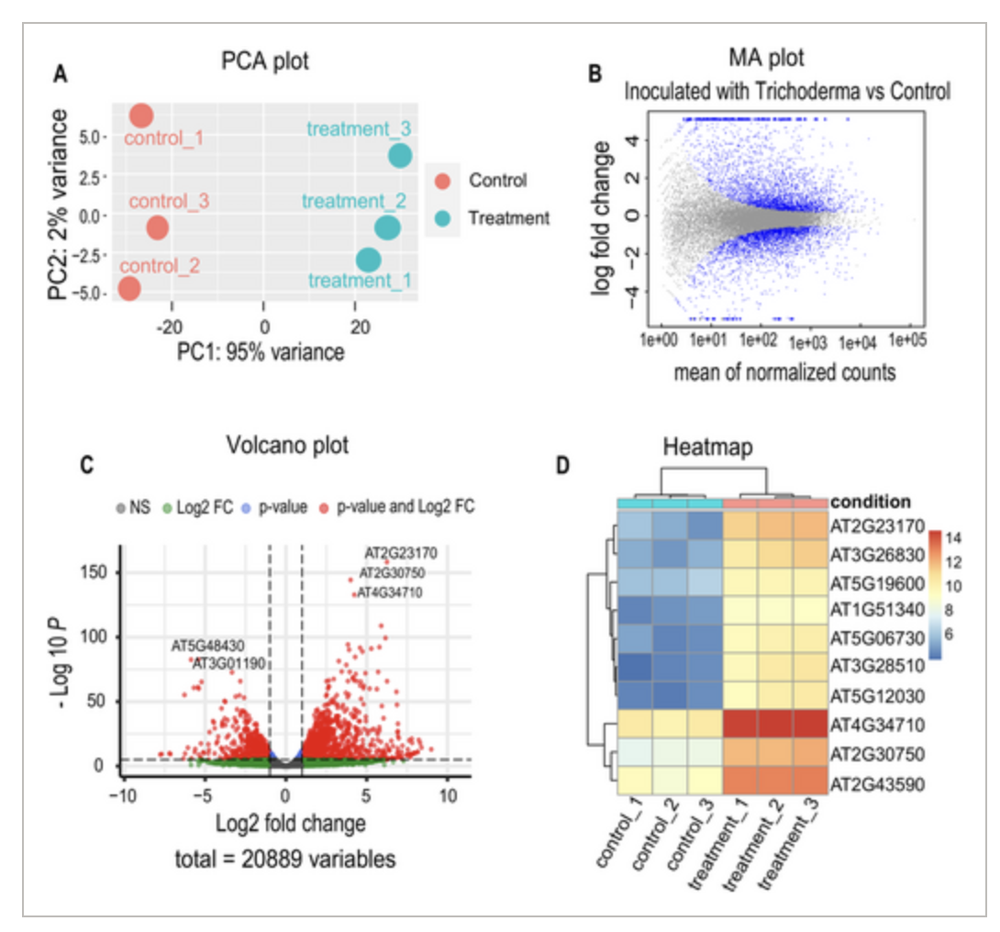 A
PCA plot
PC2: 2% variance
5.0
2.5
0.0
−2.5
−5.0
control_1
control_3
control_2
treatment_3
treatment_2
treatment_1
-20 0 20
PC1: 95% variance
Control
Treatment
B
MA plot
Inoculated with Trichoderma vs Control
log fold change
4
2
0
−2
−4
1e+00 1e+01 1e+02 1e+03 1e+04 1e+05
mean of normalized counts
C
Volcano plot
NS Log2 FC p-value p-value and Log2 FC
- Log 10 P
150
100
50
0
AT2G23170
AT2G30750
AT4G34710
AT5G48430
AT3G01190
−10 −5 0 5 10
Log2 fold change
total = 20889 variables
D
Heatmap
condition
AT2G23170
AT3G26830
AT5G19600
AT1G51340
AT5G06730
AT3G28510
AT5G12030
AT4G34710
AT2G30750
AT2G43590
14
12
10
8
6
control_1
control_2
control_3
treatment_1
treatment_2
treatment_3